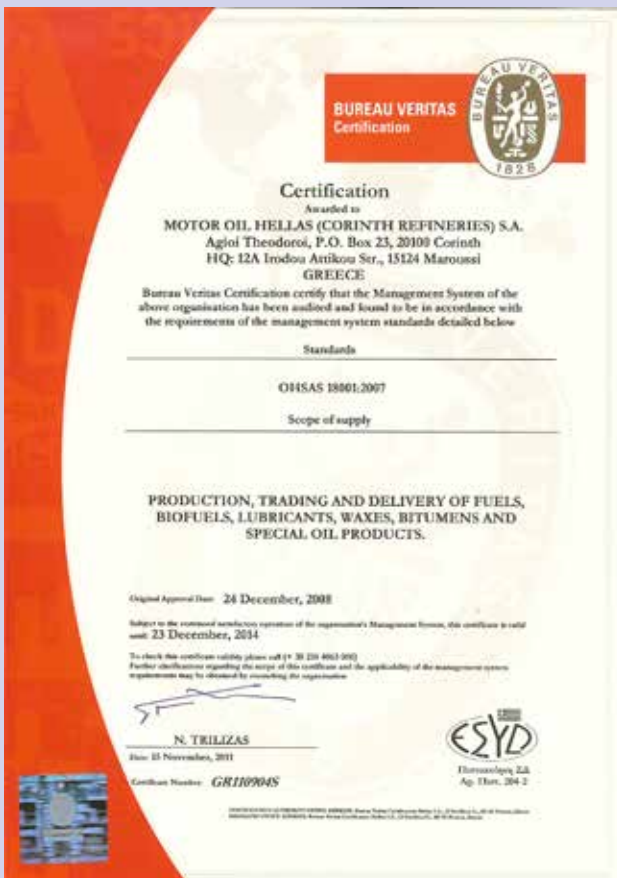 BUREAU VERITAS
Certification
BUREAU VERITAS
1828
Certification
Awarded to
MOTOR OIL HELLAS (CORINTH REFINERIES) S.A.
Agioi Theodoroi, P.O. Box 23, 20100 Corinth
HQ: 12A Irodou Attikou Str., 15124 Maroussi
GREECE
Bureau Veritas Certification certify that the Management System of the
above organisation has been audited and found to be in accordance with
the requirements of the management system standards detailed below
Standards
OHSAS 18001:2007
Scope of supply
PRODUCTION, TRADING AND DELIVERY OF FUELS,
BIOFUELS, LUBRICANTS, WAXES, BITUMENS AND
SPECIAL OIL PRODUCTS.
Original Approval Date: 24 December, 2008
Subject to the continued satisfactory operation of the organisation's Management System, this certificate is valid
until: 23 December, 2014
To check this certificate validity please call
Further clarifications regarding the scope of this certificate and the applicability of the management system
requirements may be obtained by consulting the organisation
N. TRILIZAS
Date: 15 November, 2011
Certificate Number: GR110904S
ESYD
Πιστοποίηση Σ.Δ.
Αρ. Πιστ. 204-2